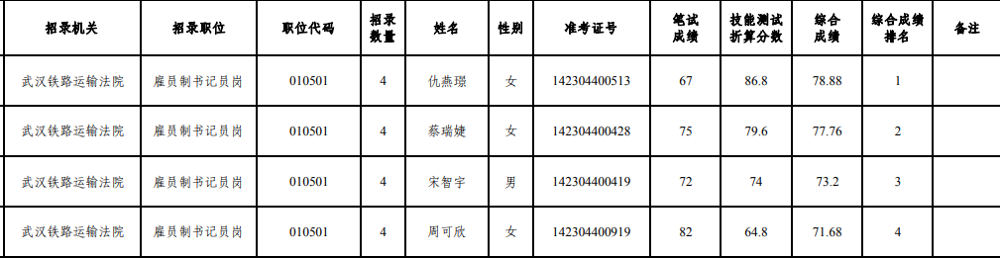 招录机关 招录职位 职位代码 招录数量 姓名 性别 准考证号 笔试成绩 技能测试折算分数 综合成绩 综合成绩排名 备注
武汉铁路运输法院 雇员制书记员岗 010501 4 仇燕璟 女 142304400513 67 86.8 78.88 1
武汉铁路运输法院 雇员制书记员岗 010501 4 蔡瑞婕 女 142304400428 75 79.6 77.76 2
武汉铁路运输法院 雇员制书记员岗 010501 4 宋智宇 男 142304400419 72 74 73.2 3
武汉铁路运输法院 雇员制书记员岗 010501 4 周可欣 女 142304400919 82 64.8 71.68 4